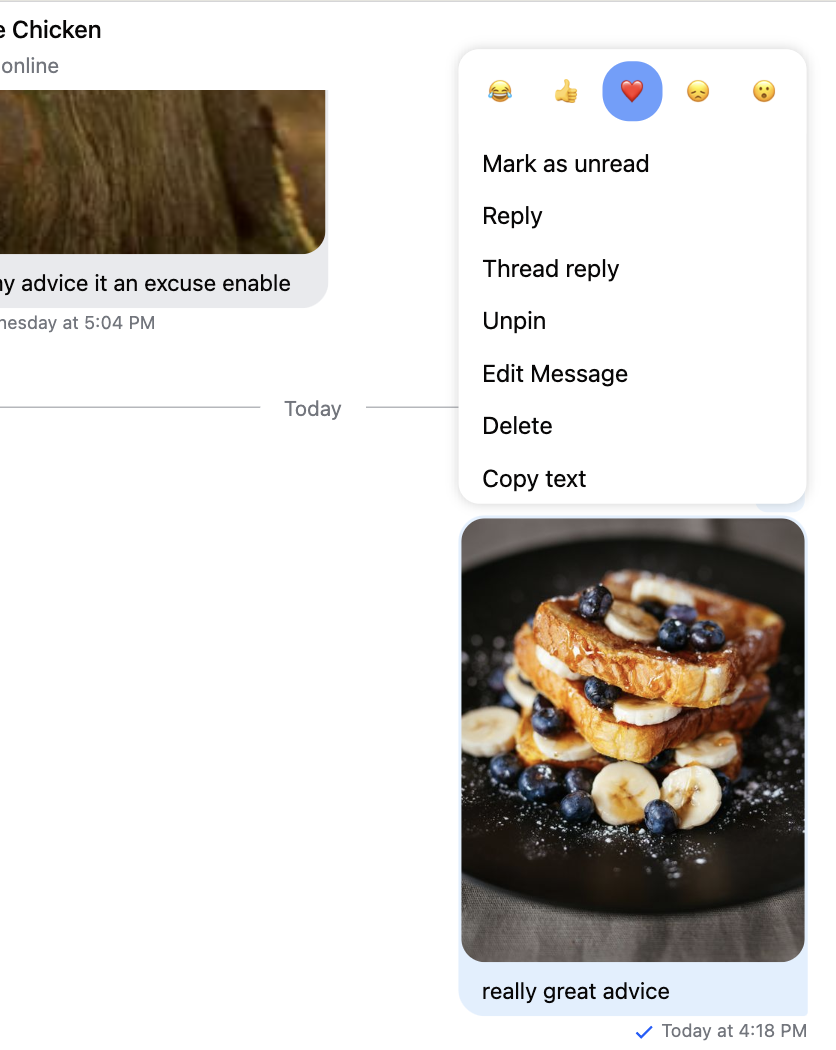 e Chicken
online
y advice it an excuse enable
nesday at 5:04 PM
Today
Mark as unread
Reply
Thread reply
Unpin
Edit Message
Delete
Copy text
really great advice
Today at 4:18 PM